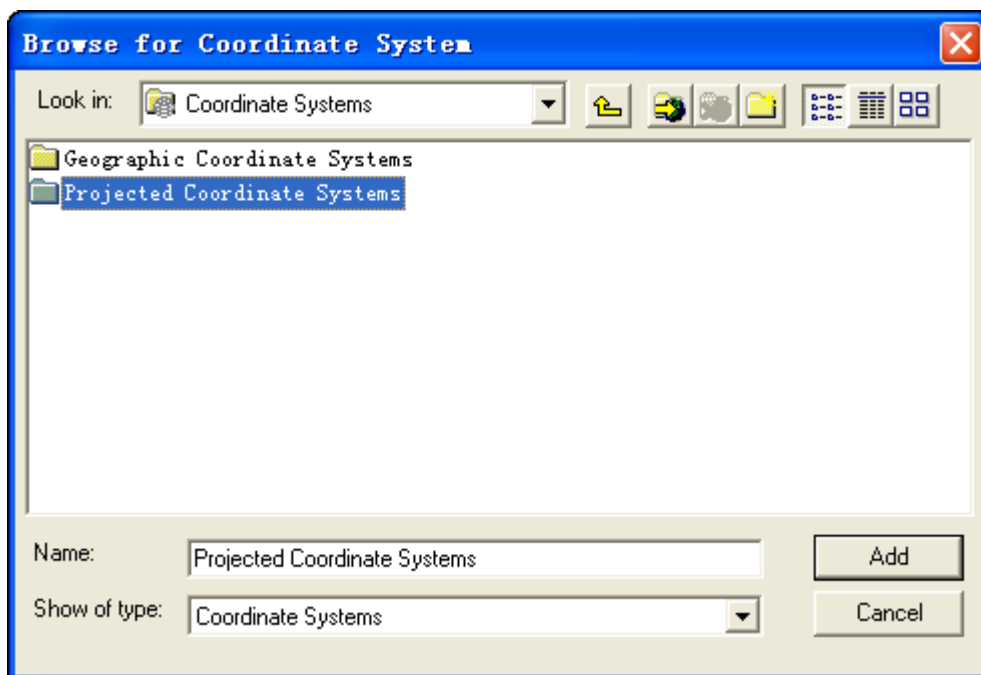 Browse for Coordinate System
Look in: Coordinate Systems
Geographic Coordinate Systems
Projected Coordinate Systems
Name: Projected Coordinate Systems Add
Show of type: Coordinate Systems Cancel